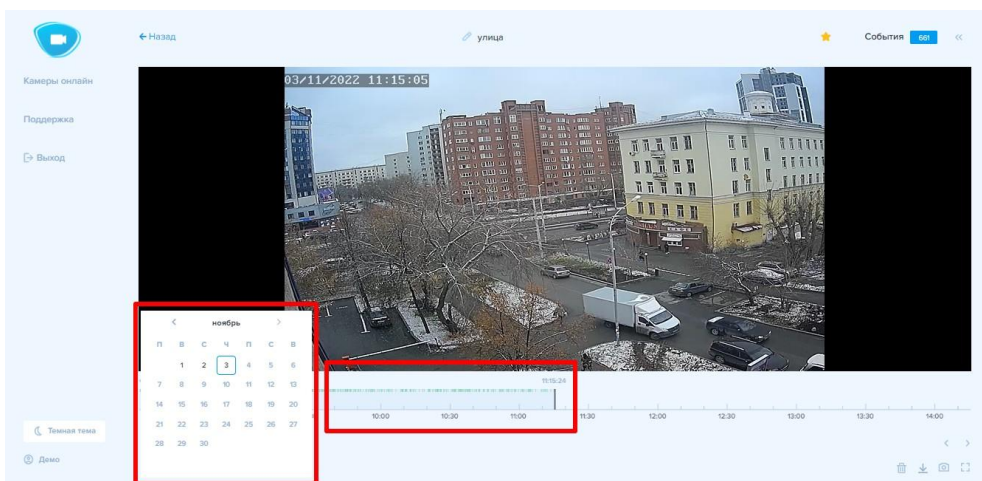 ← Назад
улица
События 661
Камеры онлайн
Поддержка
Выход
03/11/2022 11:15:05
ноябрь
П В С Ч П С В
1 2 3 4 5 6
7 8 9 10 11 12 13
14 15 16 17 18 19 20
21 22 23 24 25 26 27
28 29 30
11:15:24
10:00 10:30 11:00 11:30 12:00 12:30 13:00 13:30 14:00
Темная тема
Демо